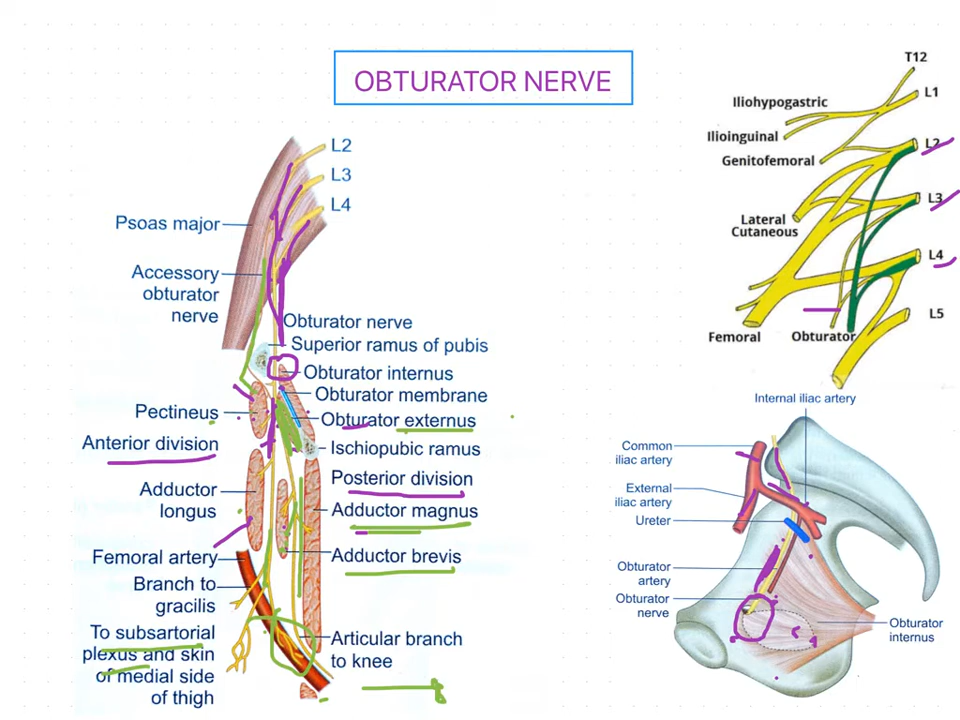 OBTURATOR NERVE
L2
L3
L4
Psoas major
Accessory
obturator
nerve
Obturator nerve
Superior ramus of pubis
Obturator internus
Obturator membrane
Pectineus
Obturator externus
Anterior division
Ischiopubic ramus
Posterior division
Adductor
longus
Adductor magnus
Femoral artery
Adductor brevis
Branch to
gracilis
To subsartorial
plexus and skin
of medial side
of thigh
Articular branch
to knee
T12
L1
Iliohypogastric
Ilioinguinal
L2
Genitofemoral
L3
Lateral
Cutaneous
L4
L5
Femoral
Obturator
Internal iliac artery
Common
iliac artery
External
iliac artery
Ureter
Obturator
artery
Obturator
nerve
Obturator
internus